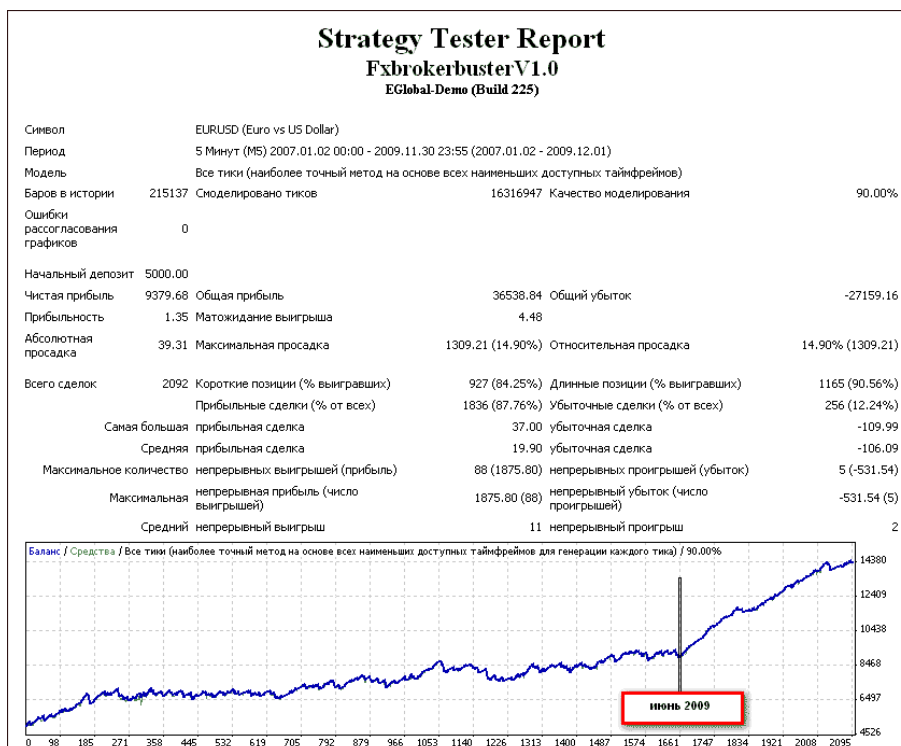 Strategy Tester Report
FxbrokerbusterV1.0
EGlobal-Demo (Build 225)
Символ EURUSD (Euro vs US Dollar)
Период 5 Минут (M5) 2007.01.02 00:00 - 2009.11.30 23:55 (2007.01.02 - 2009.12.01)
Модель Все тики (наиболее точный метод на основе всех наименьших доступных таймфреймов)
Баров в истории 215137 Смоделировано тиков 16316947 Качество моделирования 90.00%
Ошибки
рассогласования
графиков 0
Начальный депозит 5000.00
Чистая прибыль 9379.68 Общая прибыль 36538.84 Общий убыток -27159.16
Прибыльность 1.35 Матожидание выигрыша 4.48
Абсолютная
просадка 39.31 Максимальная просадка 1309.21 (14.90%) Относительная просадка 14.90% (1309.21)
Всего сделок 2092 Короткие позиции (% выигравших) 927 (84.25%) Длинные позиции (% выигравших) 1165 (90.56%)
Прибыльные сделки (% от всех) 1836 (87.76%) Убыточные сделки (% от всех) 256 (12.24%)
Самая большая прибыльная сделка 37.00 убыточная сделка -109.99
Средняя прибыльная сделка 19.90 убыточная сделка -106.09
Максимальное количество непрерывных выигрышей (прибыль) 88 (1875.80) непрерывных проигрышей (убыток) 5 (-531.54)
Максимальная непрерывная прибыль (число выигрышей) 1875.80 (88) непрерывный убыток (число проигрышей) -531.54 (5)
Средний непрерывный выигрыш 11 непрерывный проигрыш 2
Баланс / Средства / Все тики (наиболее точный метод на основе всех наименьших доступных таймфреймов для генерации каждого тика) / 90.00%
14380
12409
10438
8468
6497
4526
июнь 2009
0 98 185 271 358 445 532 619 705 792 879 966 1053 1140 1226 1313 1400 1487 1574 1661 1747 1834 1921 2008 2095